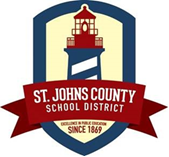 ST. JOHNS COUNTY
SCHOOL DISTRICT
EXCELLENCE IN PUBLIC EDUCATION
SINCE 1869